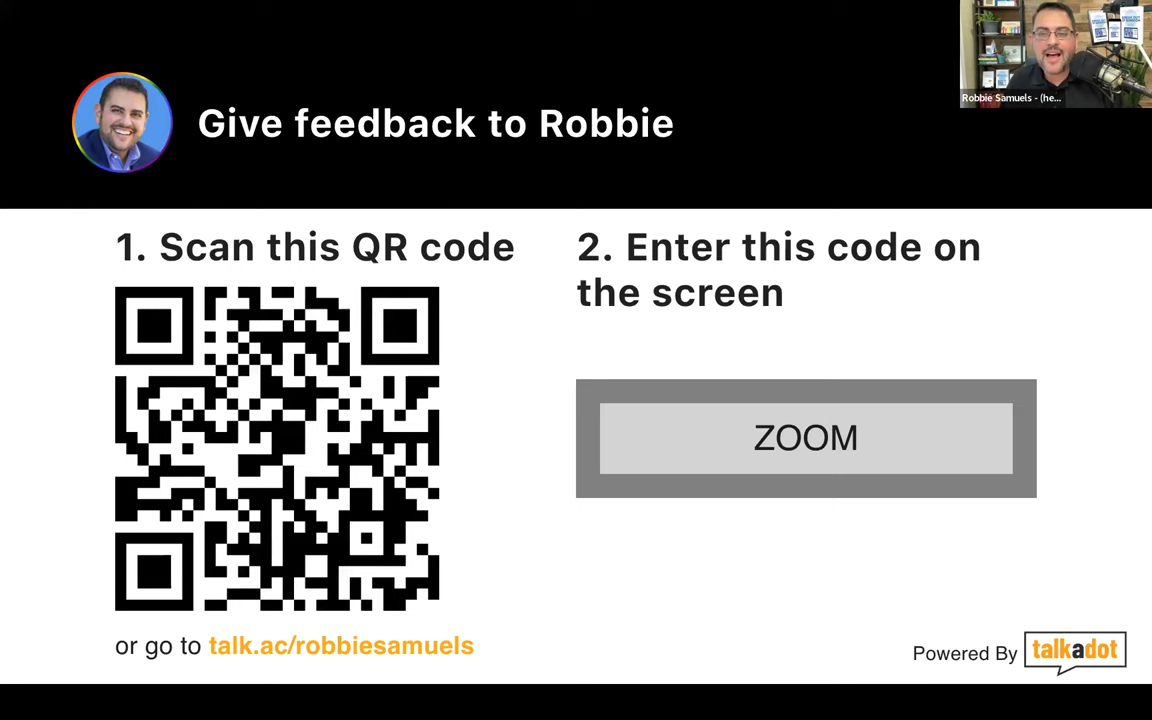 Robbie Samuels - (he...
Give feedback to Robbie
1. Scan this QR code
2. Enter this code on
the screen
ZOOM
or go to talk.ac/robbiesamuels
Powered By talkadot